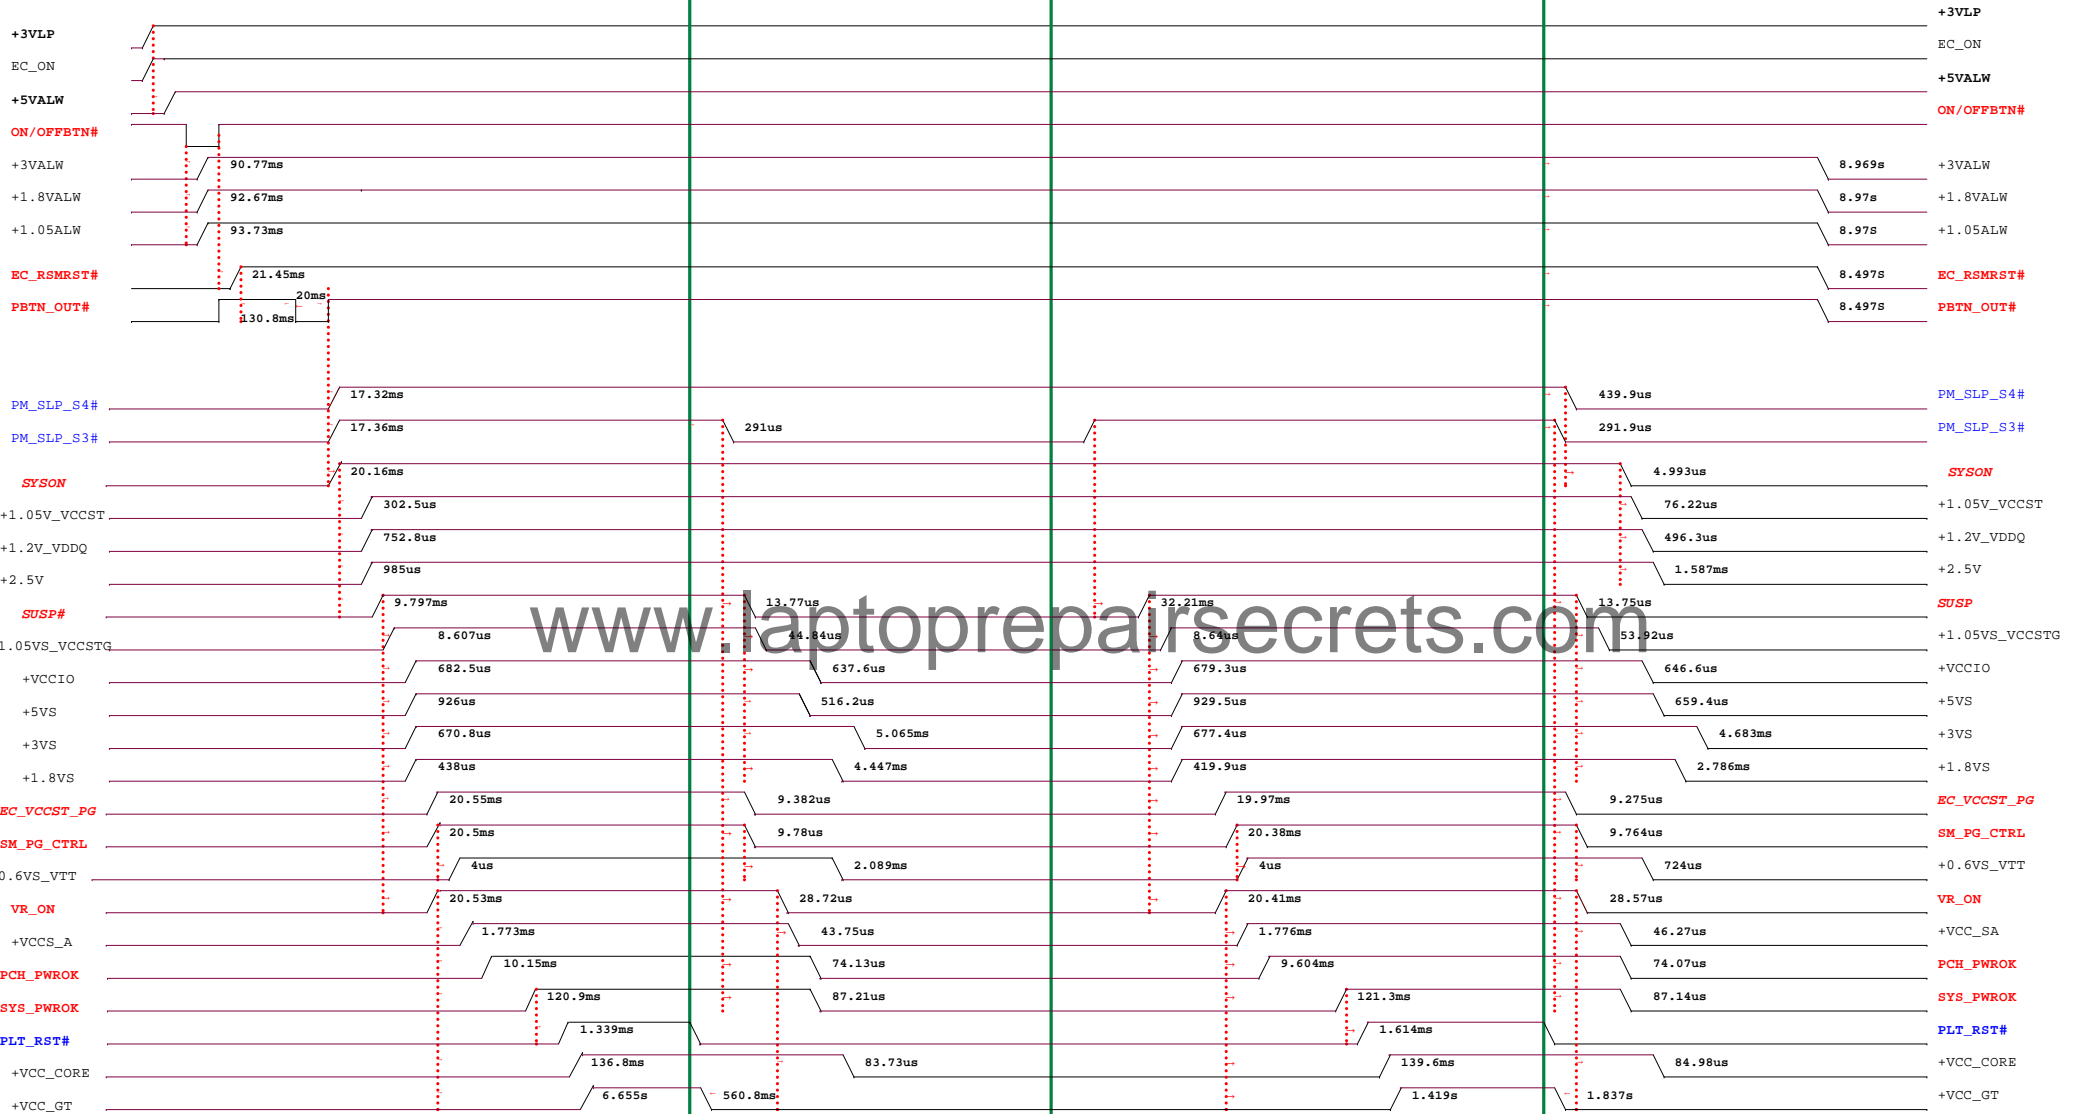 +3VLP +3VLP
EC_ON EC_ON
+5VALW +5VALW
ON/OFFBTN# ON/OFFBTN#
+3VALW 90.77ms 8.969s +3VALW
+1.8VALW 92.67ms 8.97s +1.8VALW
+1.05ALW 93.73ms 8.97S +1.05ALW
EC_RSMRST# 21.45ms 8.497S EC_RSMRST#
20ms
PBTN_OUT# 130.8ms 8.497S PBTN_OUT#
PM_SLP_S4# 17.32ms 439.9us PM_SLP_S4#
PM_SLP_S3# 17.36ms 291us 291.9us PM_SLP_S3#
SYSON 20.16ms 4.993us SYSON
+1.05V_VCCST 302.5us 76.22us +1.05V_VCCST
+1.2V_VDDQ 752.8us 496.3us +1.2V_VDDQ
+2.5V 985us 1.587ms +2.5V
SUSP# 9.797ms 13.77us 32.21ms 13.75us SUSP
www.laptoprepairsecrets.com
1.05VS_VCCSTG 8.607us 44.84us 8.64us 53.92us +1.05VS_VCCSTG
+VCCIO 682.5us 637.6us 679.3us 646.6us +VCCIO
+5VS 926us 516.2us 929.5us 659.4us +5VS
+3VS 670.8us 5.065ms 677.4us 4.683ms +3VS
+1.8VS 438us 4.447ms 419.9us 2.786ms +1.8VS
EC_VCCST_PG 20.55ms 9.382us 19.97ms 9.275us EC_VCCST_PG
SM_PG_CTRL 20.5ms 9.78us 20.38ms 9.764us SM_PG_CTRL
0.6VS_VTT 4us 2.089ms 4us 724us +0.6VS_VTT
VR_ON 20.53ms 28.72us 20.41ms 28.57us VR_ON
+VCCS_A 1.773ms 43.75us 1.776ms 46.27us +VCC_SA
PCH_PWROK 10.15ms 74.13us 9.604ms 74.07us PCH_PWROK
SYS_PWROK 120.9ms 87.21us 121.3ms 87.14us SYS_PWROK
PLT_RST# 1.339ms 1.614ms PLT_RST#
+VCC_CORE 136.8ms 83.73us 139.6ms 84.98us +VCC_CORE
+VCC_GT 6.655s 560.8ms 1.419s 1.837s +VCC_GT